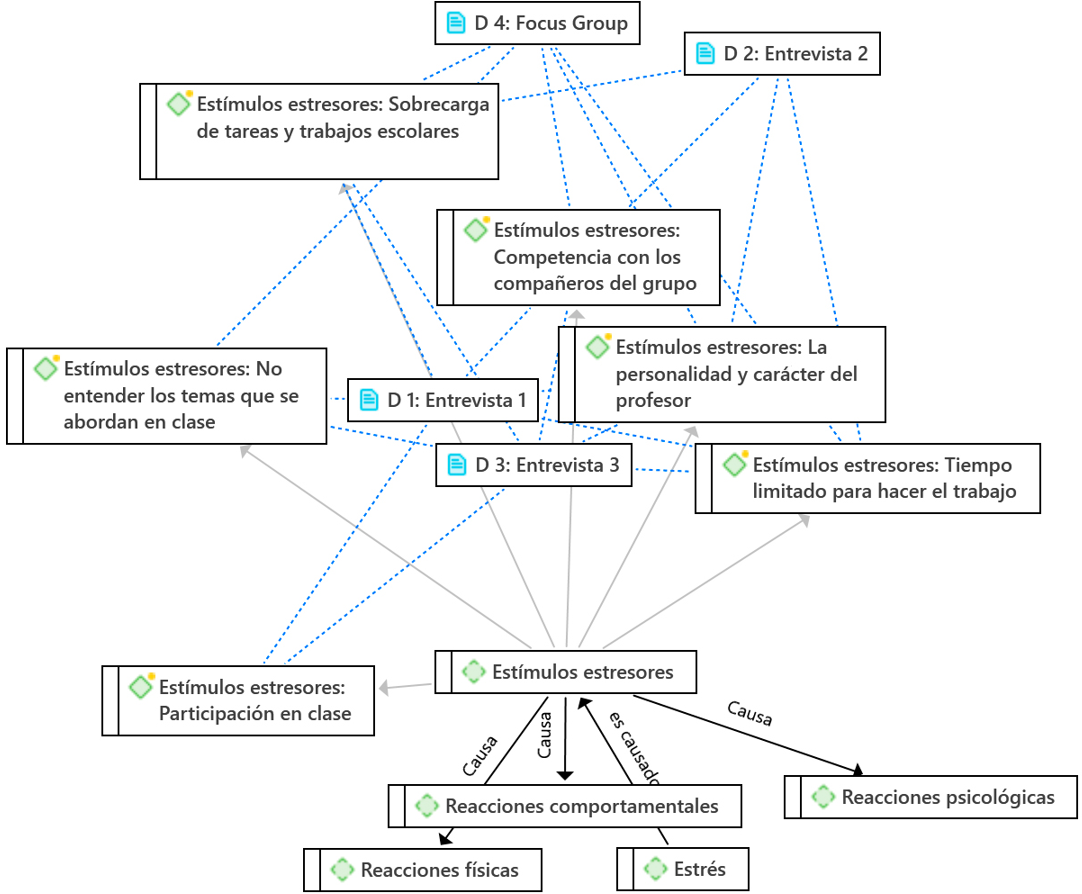 D 4: Focus Group
D 2: Entrevista 2
Estímulos estresores: Sobrecarga
de tareas y trabajos escolares
Estímulos estresores:
Competencia con los
compañeros del grupo
Estímulos estresores: La
personalidad y carácter del
profesor
Estímulos estresores: No
entender los temas que se
abordan en clase
D 1: Entrevista 1
D 3: Entrevista 3
Estímulos estresores: Tiempo
limitado para hacer el trabajo
Estímulos estresores:
Participación en clase
Estímulos estresores
Causa
Causa
es causado
Causa
Reacciones comportamentales
Reacciones psicológicas
Reacciones físicas
Estrés